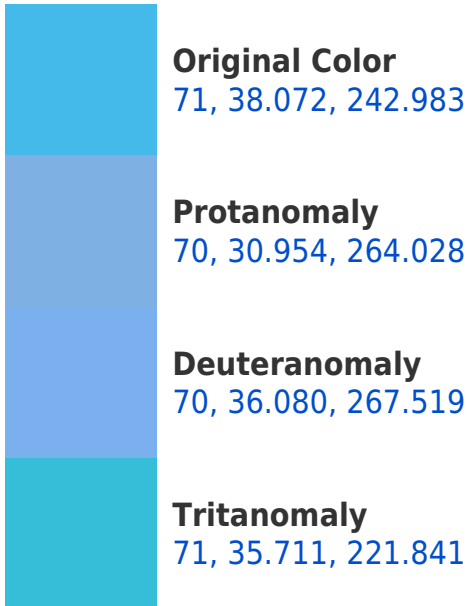 Original Color
71, 38.072, 242.983
Protanomaly
70, 30.954, 264.028
Deuteranomaly
70, 36.080, 267.519
Tritanomaly
71, 35.711, 221.841